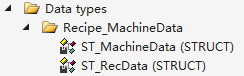 Data types
Recipe_MachineData
ST_MachineData (STRUCT)
ST_RecData (STRUCT)